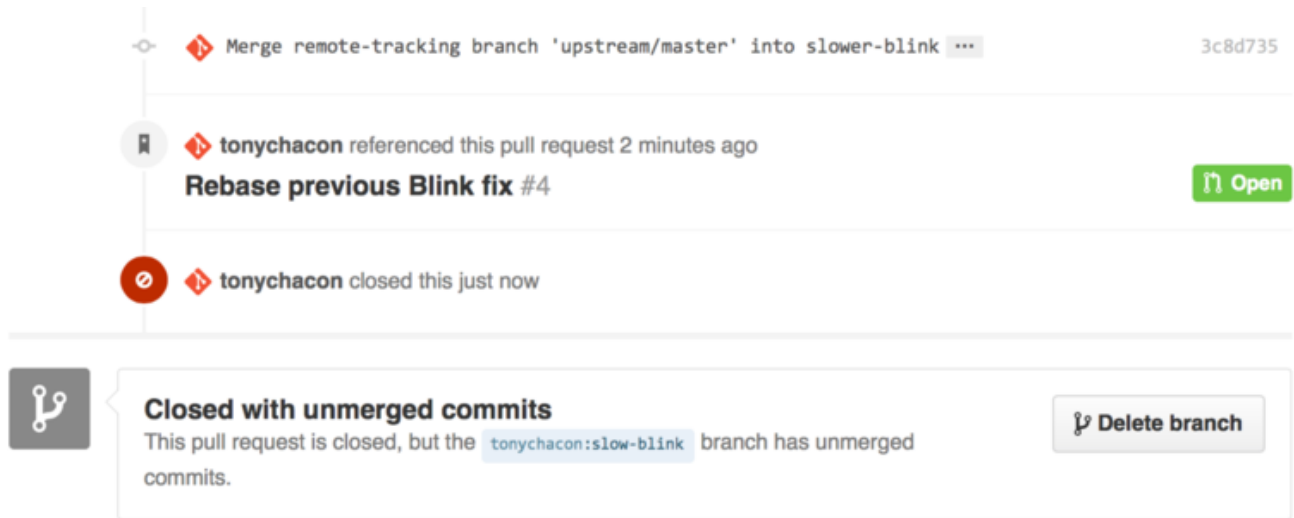 Merge remote-tracking branch 'upstream/master' into slower-blink ··· 3c8d735
tonychacon referenced this pull request 2 minutes ago
Rebase previous Blink fix #4 Open
tonychacon closed this just now
Closed with unmerged commits
Delete branch
This pull request is closed, but the tonychacon:slow-blink branch has unmerged
commits.